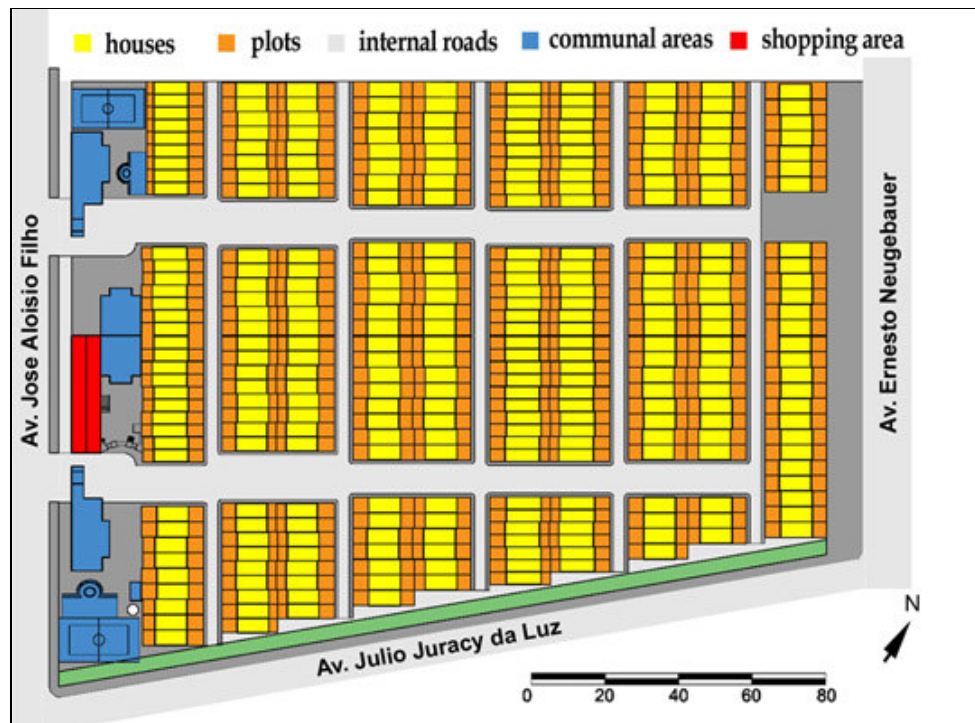 houses plots internal roads communal areas shopping area
Av. Jose Aloisio Filho
Av. Ernesto Neugebauer
Av. Julio Juracy da Luz
N
0 20 40 60 80